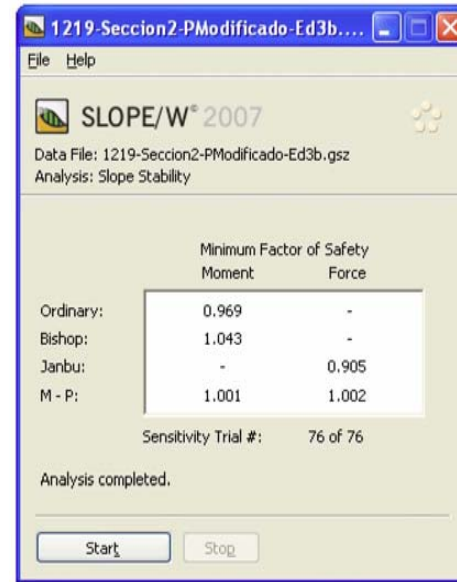 1219-Seccion2-PModificado-Ed3b....
File Help
SLOPE/W® 2007
Data File: 1219-Seccion2-PModificado-Ed3b.gsz
Analysis: Slope Stability
Minimum Factor of Safety
Moment Force
Ordinary: 0.969 -
Bishop: 1.043 -
Janbu: - 0.905
M - P: 1.001 1.002
Sensitivity Trial #: 76 of 76
Analysis completed.
Start Stop